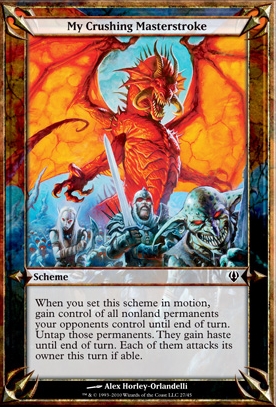 My Crushing Masterstroke
Scheme
When you set this scheme in motion,
gain control of all nonland permanents
your opponents control until end of turn.
Untap those permanents. They gain haste
until end of turn. Each of them attacks its
owner this turn if able.
Alex Horley-Orlandelli
™ & © 1993–2010 Wizards of the Coast LLC 27/45